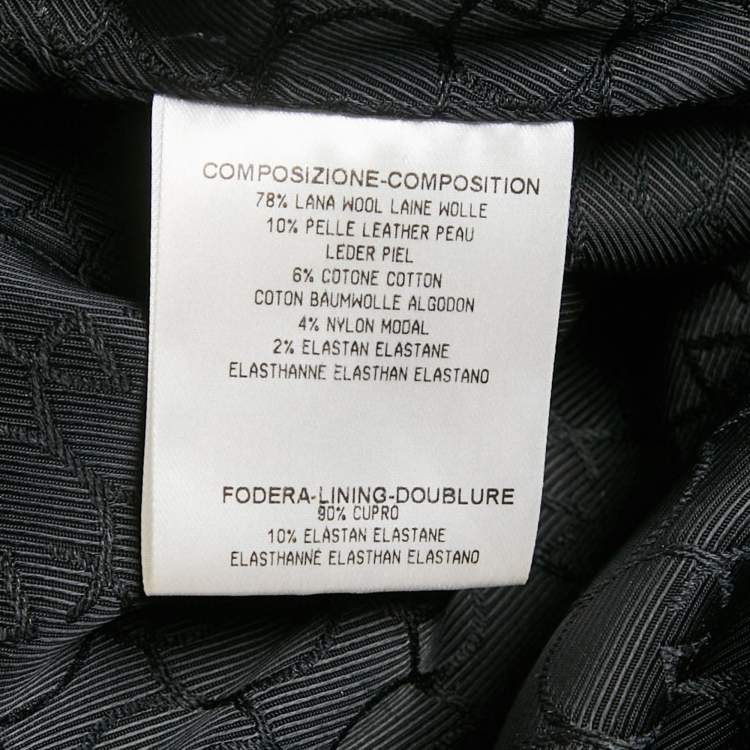 COMPOSIZIONE-COMPOSITION
78% LANA WOOL LAINE WOLLE
10% PELLE LEATHER PEAU
LEDER PIEL
6% COTONE COTTON
COTON BAUMWOLLE ALGODON
4% NYLON MODAL
2% ELASTAN ELASTANE
ELASTHANNE ELASTHAN ELASTANO
FODERA-LINING-DOUBLURE
90% CUPRO
10% ELASTAN ELASTANE
ELASTHANNE ELASTHAN ELASTANO